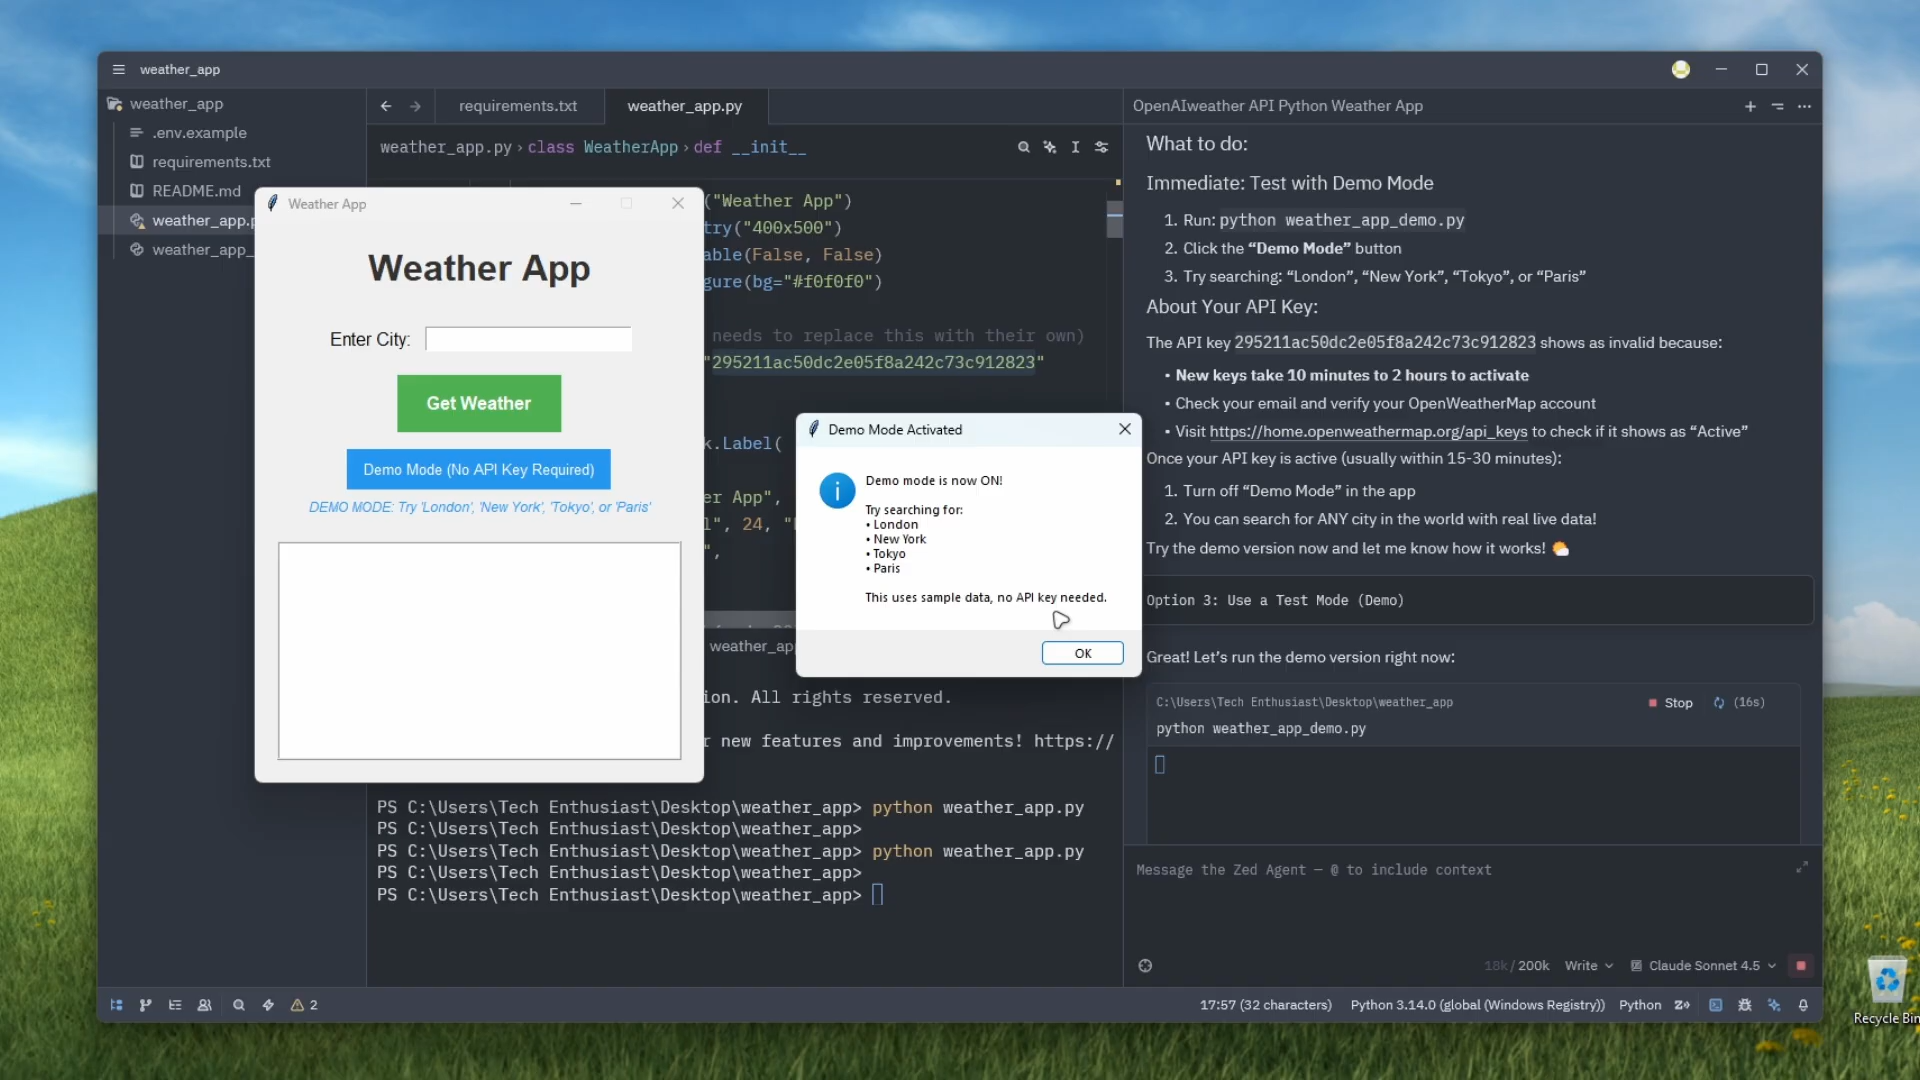 weather_app
weather_app
.env.example
requirements.txt
README.md
weather_app.p
weather_app_
requirements.txt
weather_app.py
weather_app.py › class WeatherApp › def __init__
("Weather App")
try("400x500")
able(False, False)
gure(bg="#f0f0f0")
needs to replace this with their own)
"295211ac50dc2e05f8a242c73c912823"
k.Label(
er App",
l", 24, "
",
weather_ap
ion. All rights reserved.
r new features and improvements! https://
PS C:\Users\Tech Enthusiast\Desktop\weather_app> python weather_app.py
PS C:\Users\Tech Enthusiast\Desktop\weather_app>
PS C:\Users\Tech Enthusiast\Desktop\weather_app> python weather_app.py
PS C:\Users\Tech Enthusiast\Desktop\weather_app>
PS C:\Users\Tech Enthusiast\Desktop\weather_app>
Weather App
Weather App
Enter City:
Get Weather
Demo Mode (No API Key Required)
DEMO MODE: Try 'London', 'New York', 'Tokyo', or 'Paris'
Demo Mode Activated
Demo mode is now ON!
Try searching for:
• London
• New York
• Tokyo
• Paris
This uses sample data, no API key needed.
OK
OpenAIweather API Python Weather App
What to do:
Immediate: Test with Demo Mode
1. Run: python weather_app_demo.py
2. Click the “Demo Mode” button
3. Try searching: “London”, “New York”, “Tokyo”, or “Paris”
About Your API Key:
The API key 295211ac50dc2e05f8a242c73c912823 shows as invalid because:
• New keys take 10 minutes to 2 hours to activate
• Check your email and verify your OpenWeatherMap account
• Visit https://home.openweathermap.org/api_keys to check if it shows as “Active”
Once your API key is active (usually within 15-30 minutes):
1. Turn off “Demo Mode” in the app
2. You can search for ANY city in the world with real live data!
Try the demo version now and let me know how it works! 🌤️
Option 3: Use a Test Mode (Demo)
Great! Let’s run the demo version right now:
C:\Users\Tech Enthusiast\Desktop\weather_app
Stop
(16s)
python weather_app_demo.py
Message the Zed Agent — @ to include context
18k / 200k
Write
Claude Sonnet 4.5
2
17:57 (32 characters)
Python 3.14.0 (global (Windows Registry))
Python
Recycle Bin